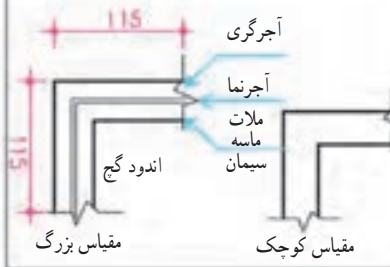 115
آجرگری
آجرنما
ملات
ماسه
سیمان
115
اندود گچ
مقیاس بزرگ
مقیاس کوچک